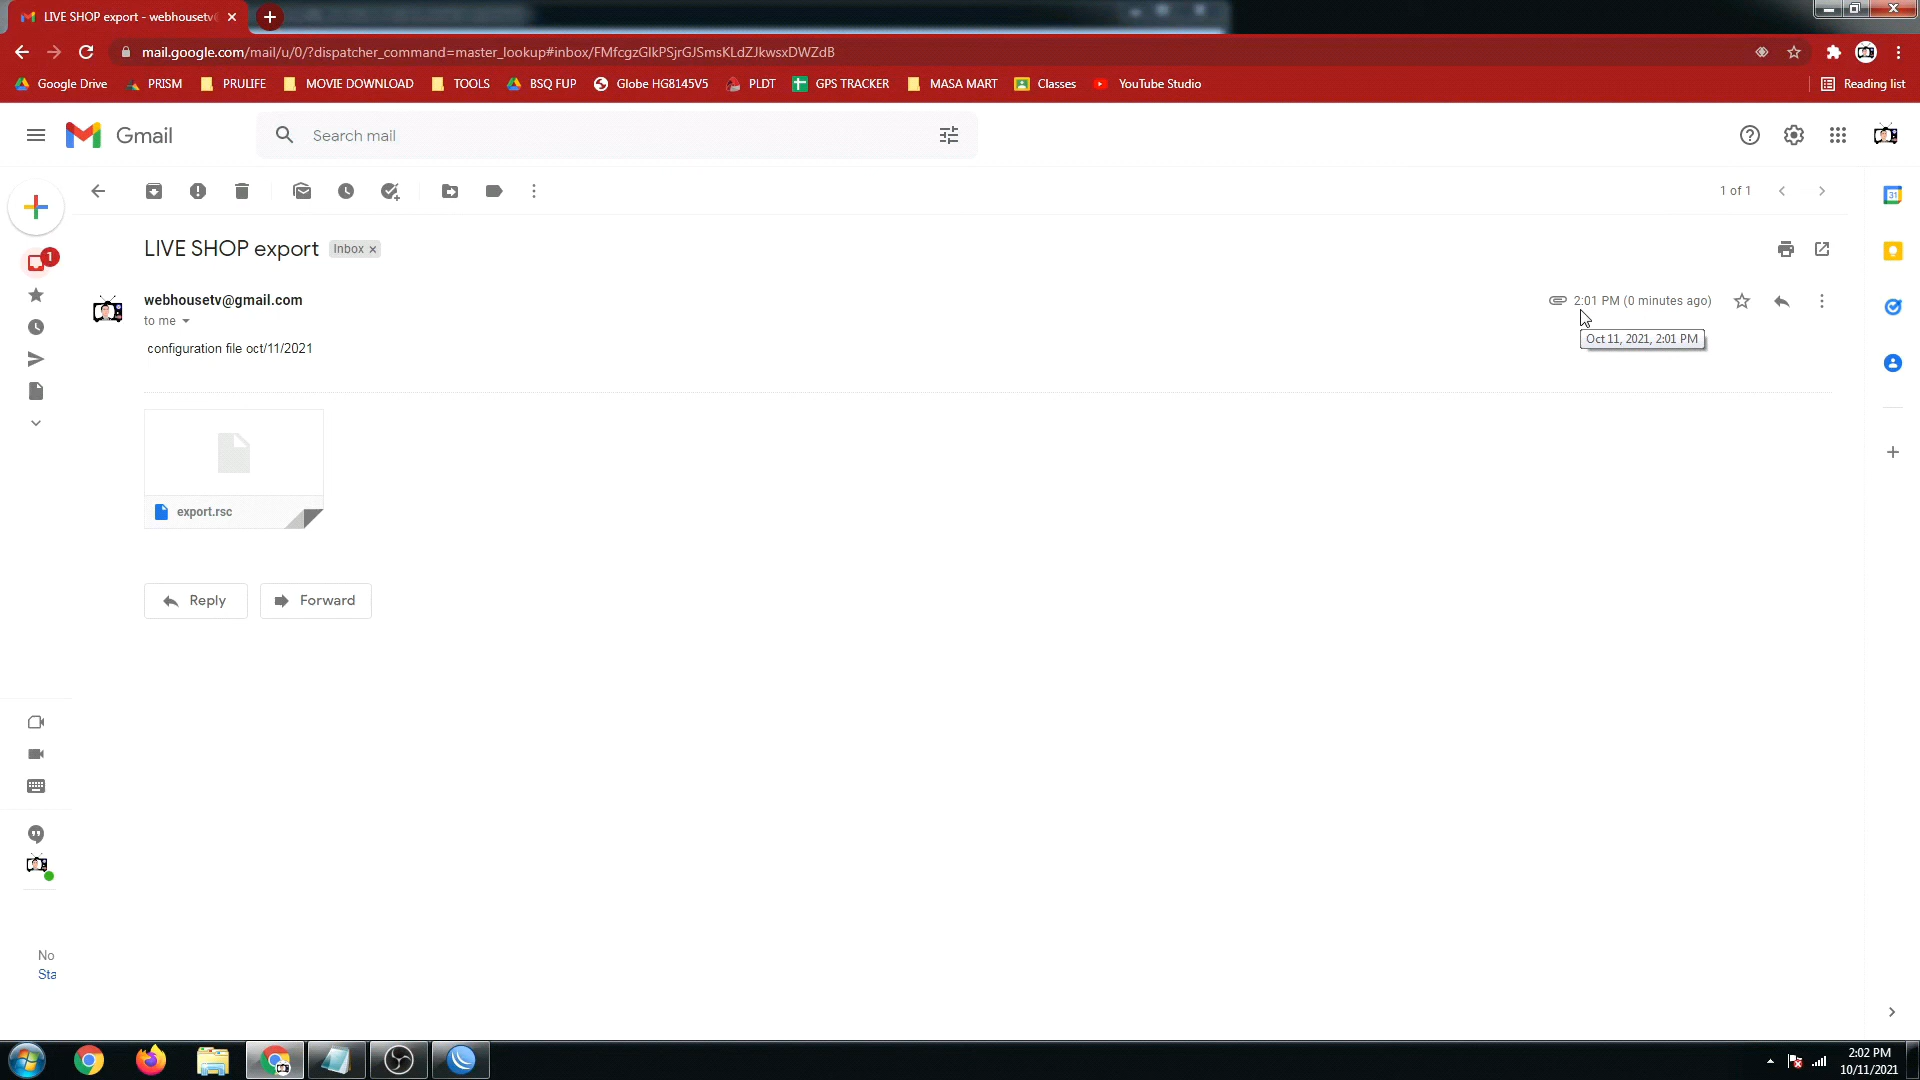 LIVE SHOP export - webhousetv
mail.google.com/mail/u/0/?dispatcher_command=master_lookup#inbox/FMfcgzGlkPSjrGJSmsKLdZJkwsxDWZdB
Google Drive PRISM PRULIFE MOVIE DOWNLOAD TOOLS BSQ FUP Globe HG8145V5 PLDT GPS TRACKER MASA MART Classes YouTube Studio Reading list
Gmail Search mail
1 of 1
31
LIVE SHOP export Inbox
1
webhousetv@gmail.com 2:01 PM (0 minutes ago)
to me
Oct 11, 2021, 2:01 PM
configuration file oct/11/2021
export.rsc
Reply Forward
No
Sta
2:02 PM
10/11/2021